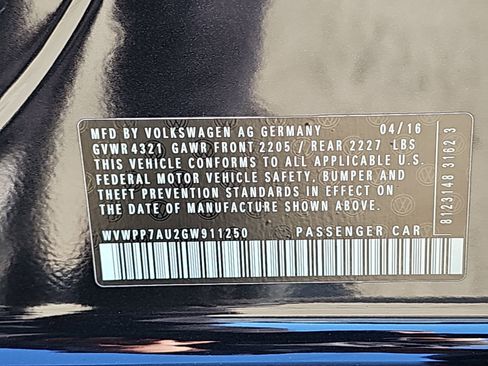 MFD BY VOLKSWAGEN AG GERMANY 04/16
GVWR 4321 GAWR FRONT 2205 / REAR 2227 LBS
THIS VEHICLE CONFORMS TO ALL APPLICABLE U.S.
FEDERAL MOTOR VEHICLE SAFETY, BUMPER AND
THEFT PREVENTION STANDARDS IN EFFECT ON
THE DATE OF MANUFACTURE SHOWN ABOVE.
WVWPP7AU2GW911250 PASSENGER CAR
8123148 3162 3